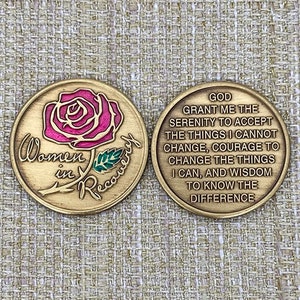 Women
in
Recovery
GOD
GRANT ME THE
SERENITY TO ACCEPT
THE THINGS I CANNOT
CHANGE, COURAGE TO
CHANGE THE THINGS
I CAN, AND WISDOM
TO KNOW THE
DIFFERENCE